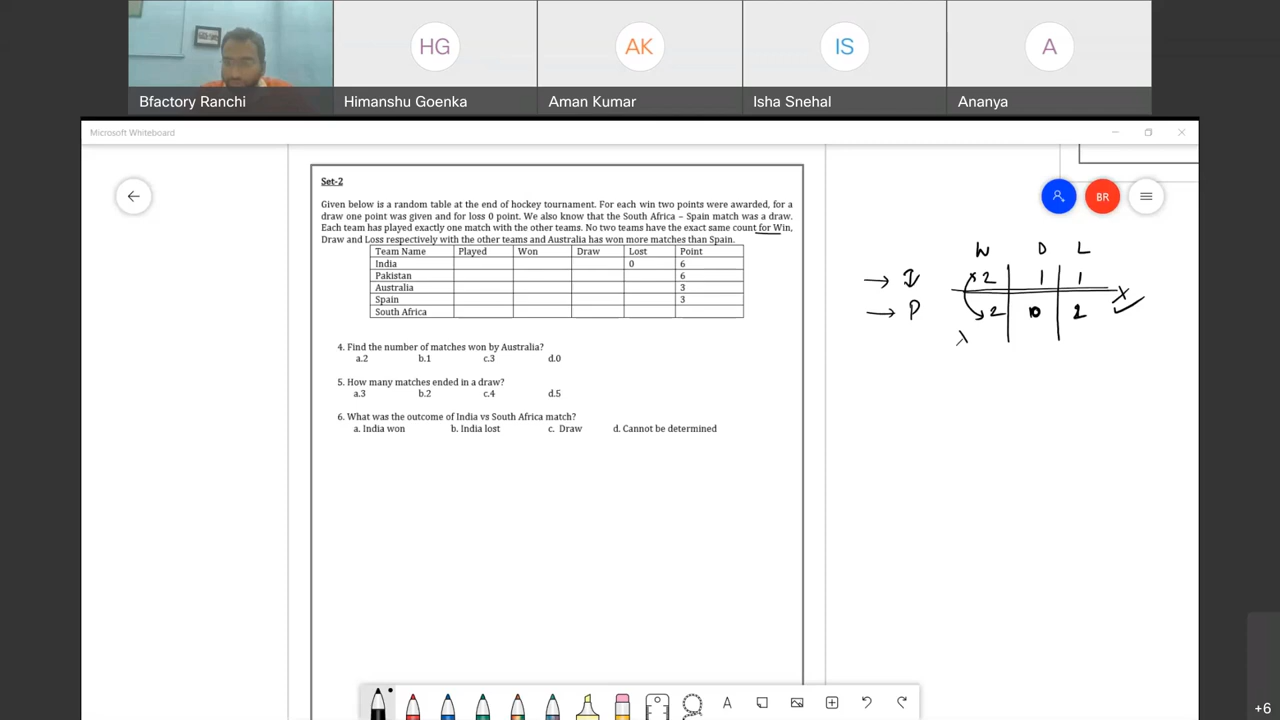 HG
AK
IS
A
Bfactory Ranchi
Himanshu Goenka
Aman Kumar
Isha Snehal
Ananya
Microsoft Whiteboard
BR
Set-2
Given below is a random table at the end of hockey tournament. For each win two points were awarded, for a
draw one point was given and for loss 0 point. We also know that the South Africa – Spain match was a draw.
Each team has played exactly one match with the other teams. No two teams have the exact same count for Win,
Draw and Loss respectively with the other teams and Australia has won more matches than Spain.
Team Name Played Won Draw Lost Point
India 0 6
Pakistan 6
Australia 3
Spain 3
South Africa
4. Find the number of matches won by Australia?
a.2 b.1 c.3 d.0
5. How many matches ended in a draw?
a.3 b.2 c.4 d.5
6. What was the outcome of India vs South Africa match?
a. India won b. India lost c. Draw d. Cannot be determined
W D L
I 2 1 1
P 2 0 2
A
+6